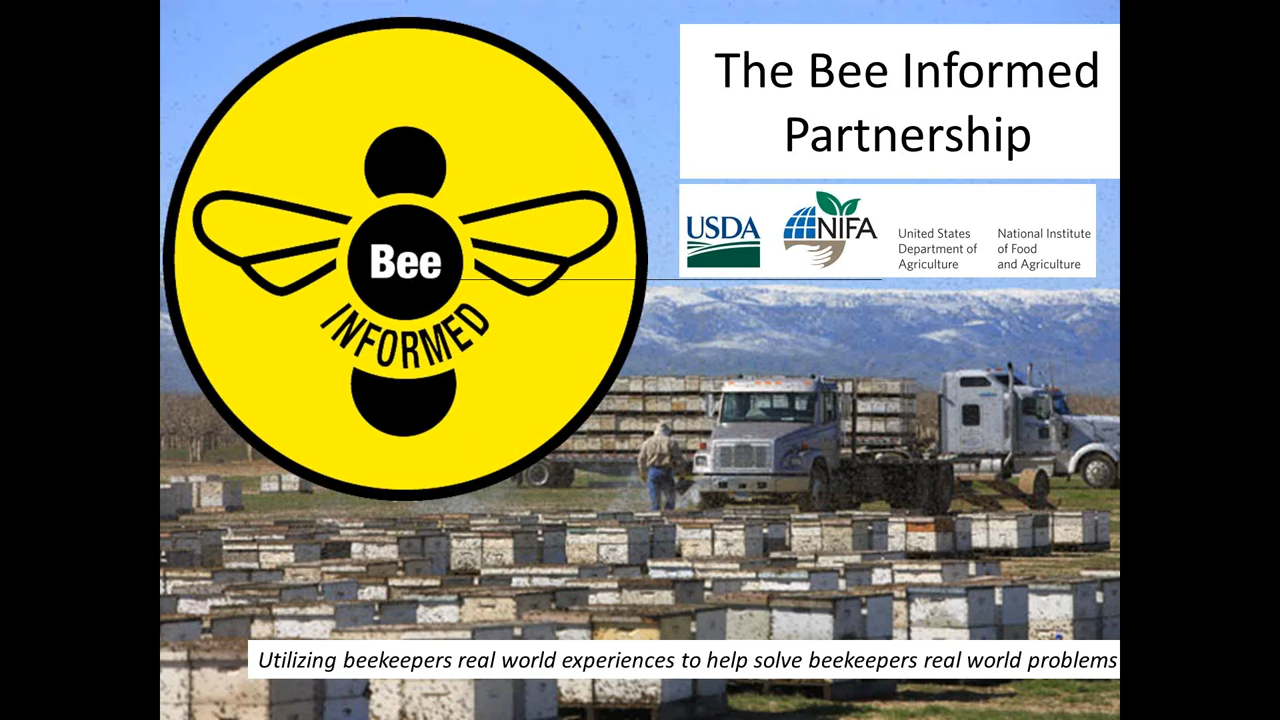 The Bee Informed
Partnership
USDA
NIFA
United States
Department of
Agriculture
National Institute
of Food
and Agriculture
Bee
INFORMED
Utilizing beekeepers real world experiences to help solve beekeepers real world problems